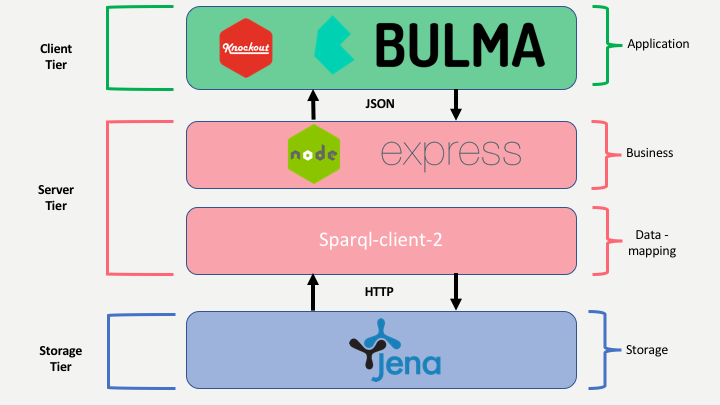 Client
Tier
Knockout
BULMA
Application
JSON
node
express
Business
Server
Tier
Sparql-client-2
Data -
mapping
HTTP
Storage
Tier
Jena
Storage